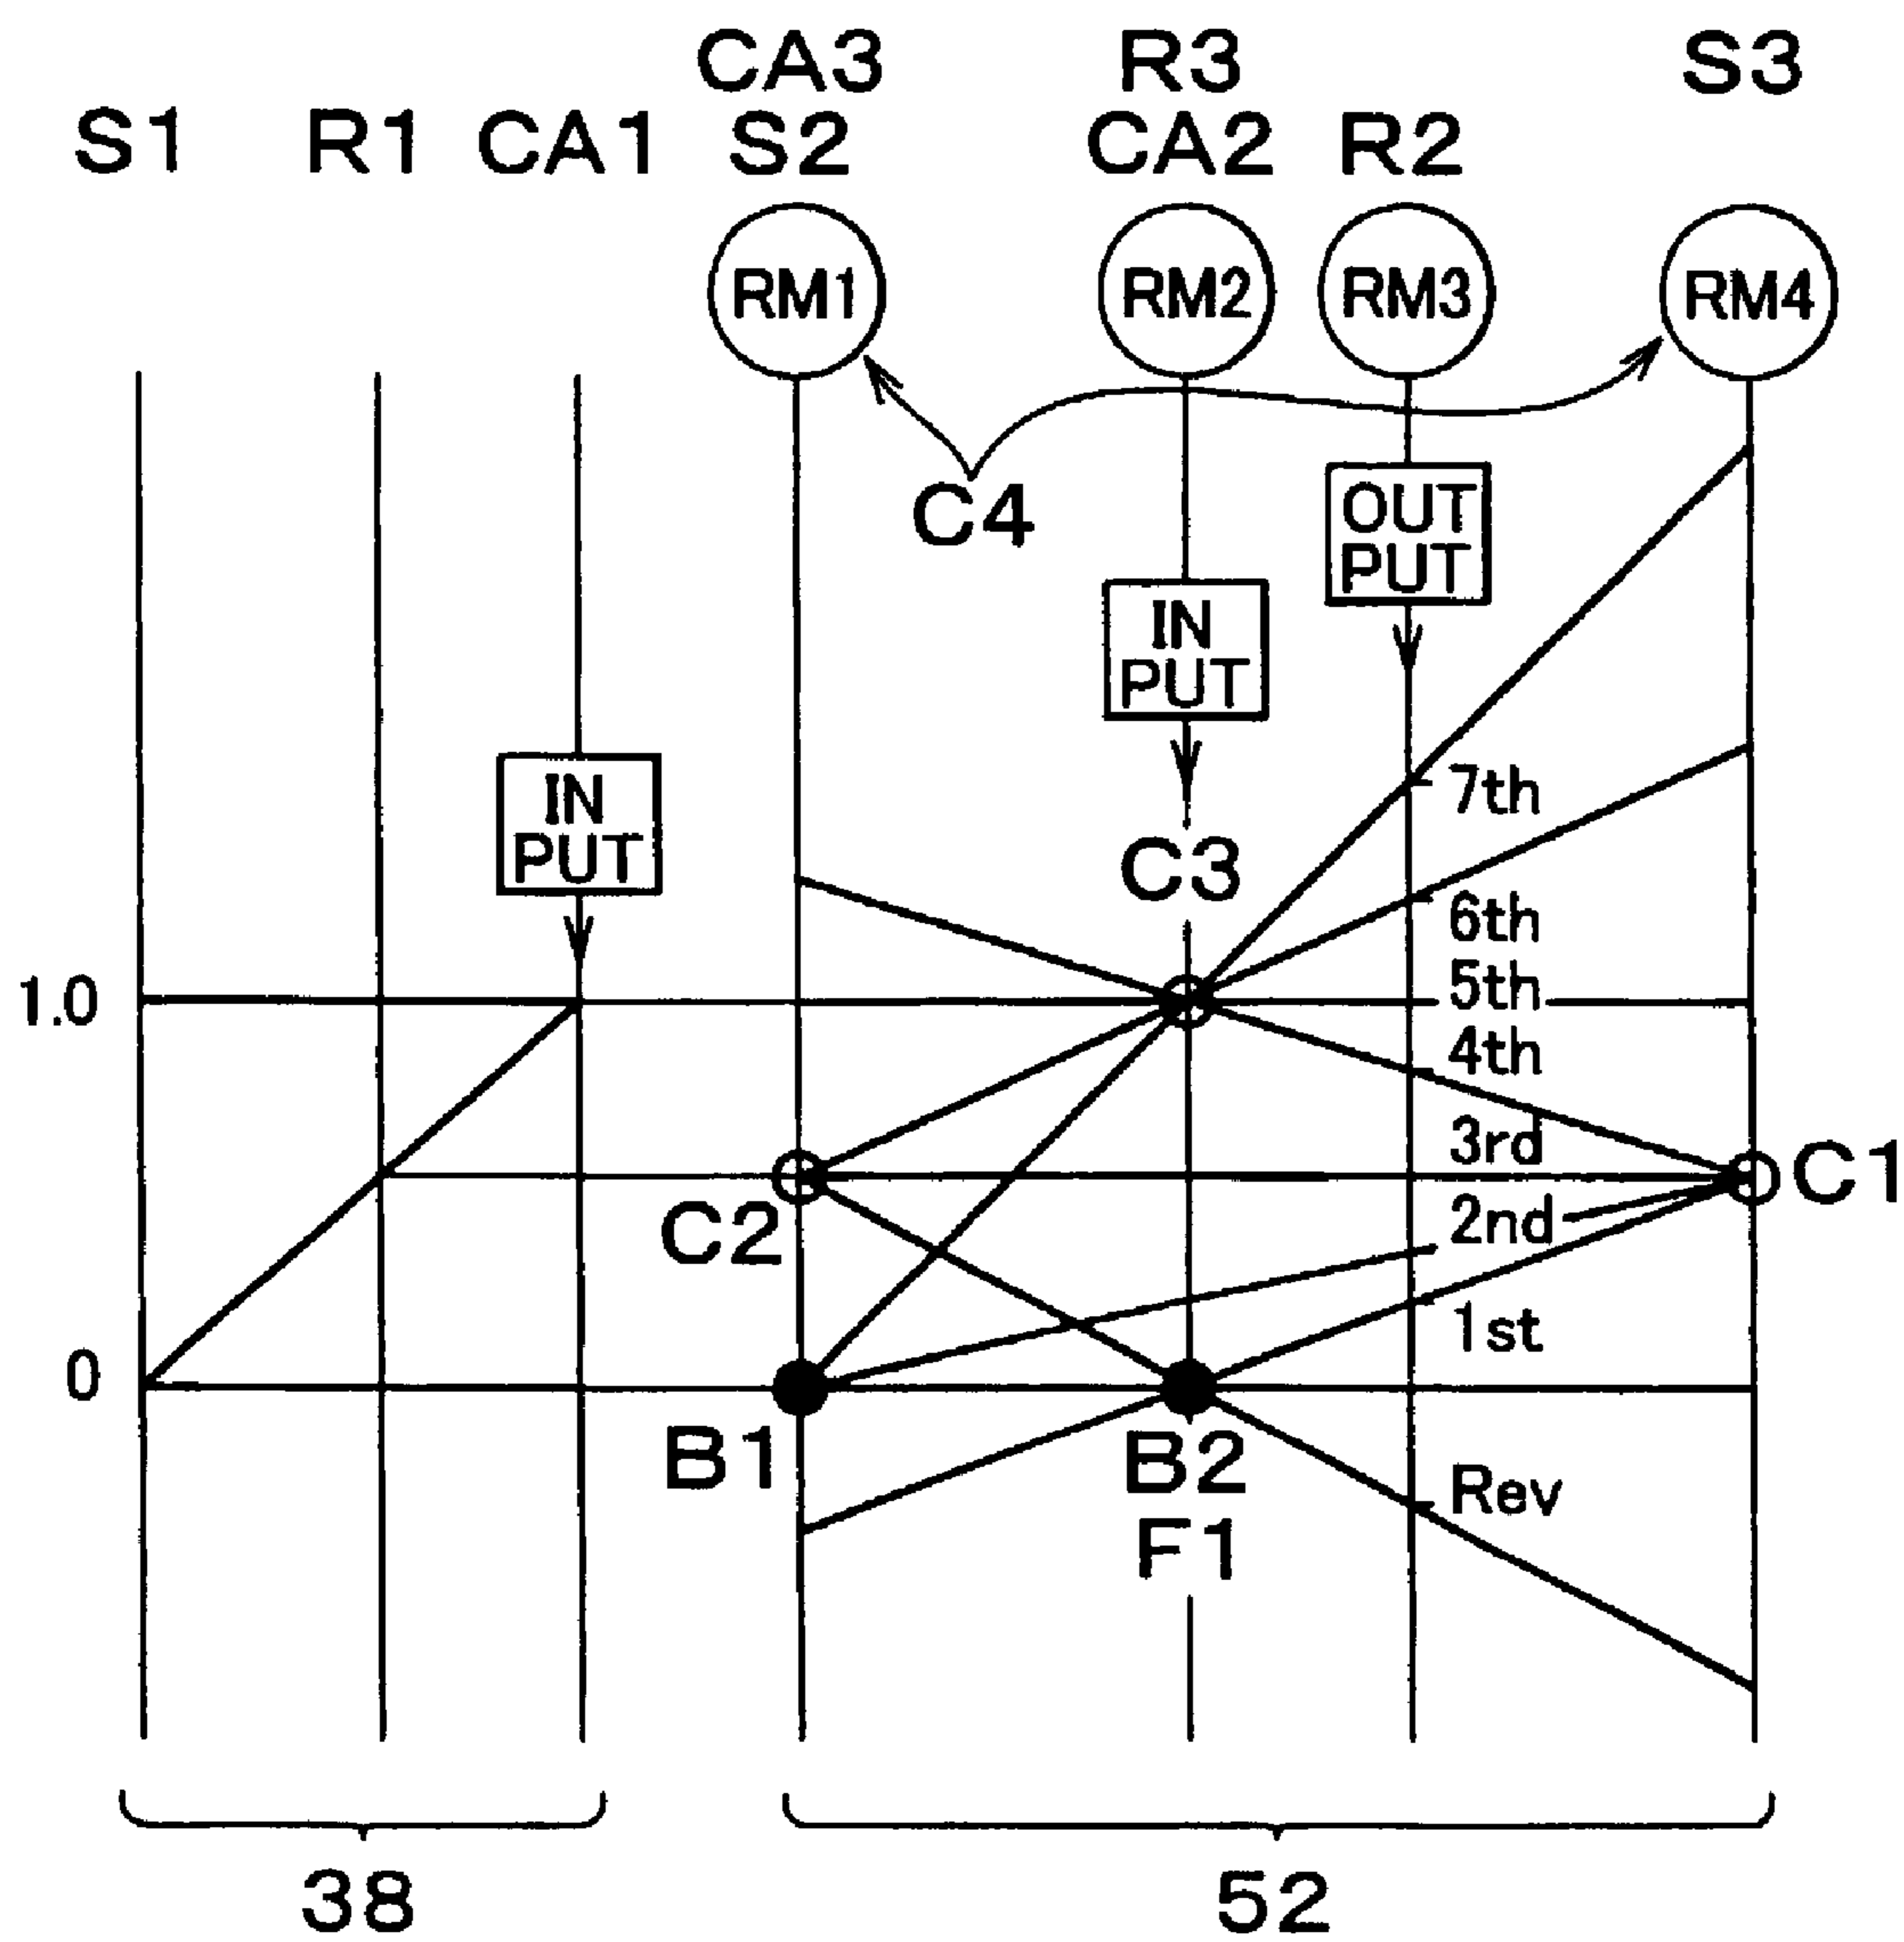 CA3 R3 S3
S1 R1 CA1 S2 CA2 R2
RM1 RM2 RM3 RM4
C4
OUT
PUT
IN
PUT
IN
PUT
7th
C3
6th
1.0
5th
4th
3rd
C1
C2
2nd
1st
0
B1
B2
F1
Rev
38 52